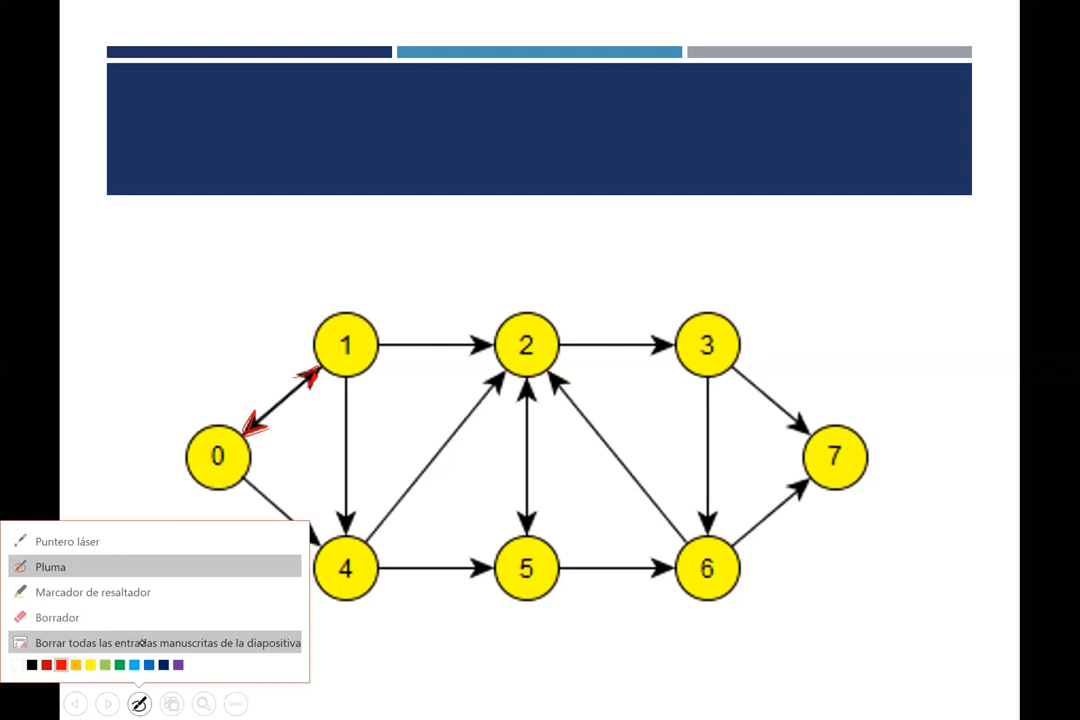 1 2 3
0 7
4 5 6
Puntero láser
Pluma
Marcador de resaltador
Borrador
Borrar todas las entradas manuscritas de la diapositiva